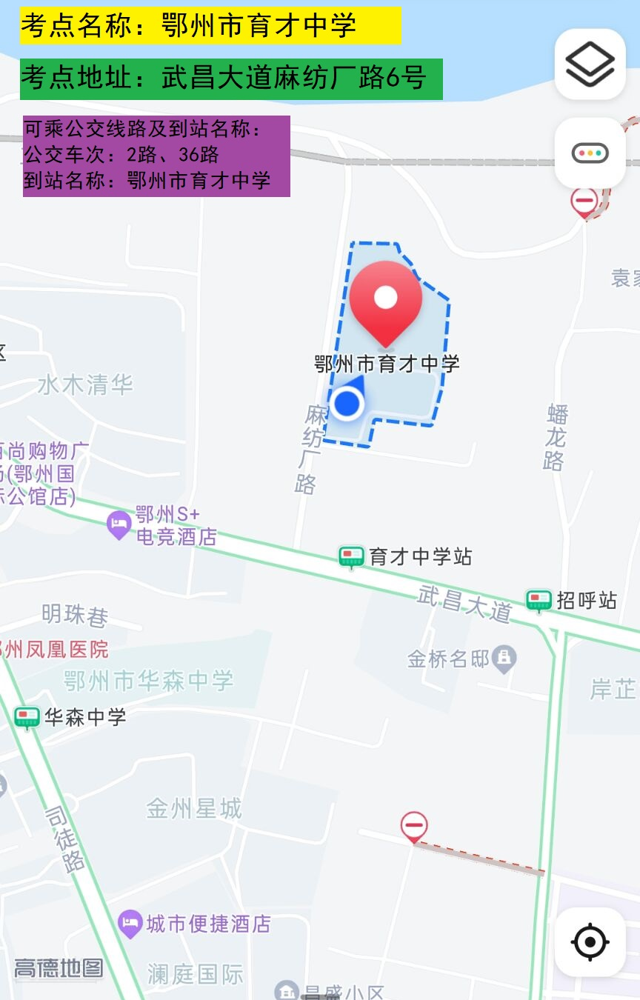 考点名称：鄂州市育才中学
考点地址：武昌大道麻纺厂路6号
可乘公交线路及到站名称：
公交车次：2路、36路
到站名称：鄂州市育才中学
袁家
区
鄂州市育才中学
水木清华
麻纺厂路
蟠龙路
尚购物广
(鄂州国
公馆店)
鄂州S+
电竞酒店
育才中学站
武昌大道
招呼站
明珠巷
州凤凰医院
金桥名邸
鄂州市华森中学
岸芷
华森中学
金州星城
司徒路
城市便捷酒店
高德地图
澜庭国际
昌盛小区